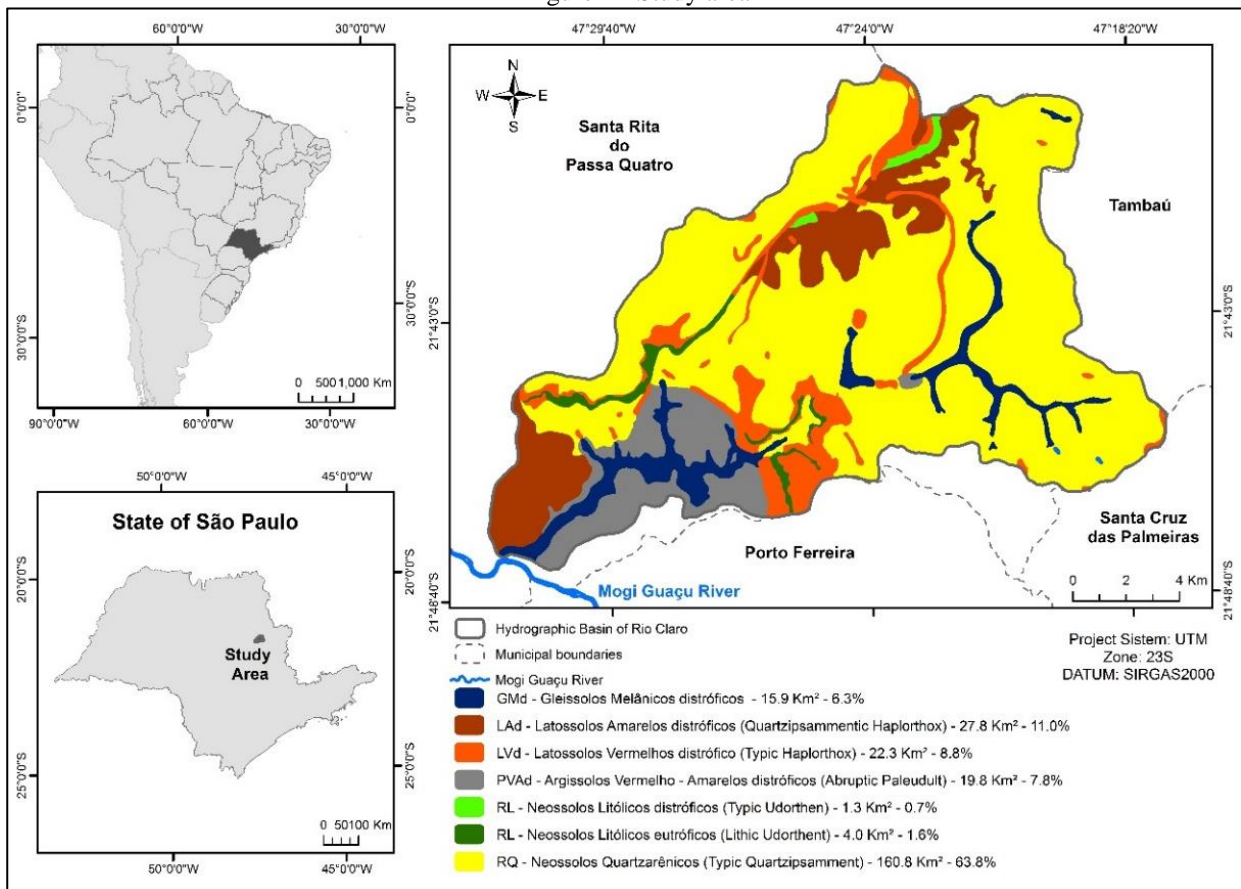 60°0'0"W
30°0'0"W
0°0'0"
0°0'0"
30°0'0"S
30°0'0"S
0 500 1,000 Km
90°0'0"W
60°0'0"W
30°0'0"W
50°0'0"W
45°0'0"W
State of São Paulo
20°0'0"S
20°0'0"S
Study
Area
25°0'0"S
25°0'0"S
0 50100 Km
50°0'0"W
45°0'0"W
47°29'40"W
47°24'0"W
47°18'20"W
N
W E
S
Santa Rita
do
Passa Quatro
Tambaú
21°43'0"S
21°43'0"S
Porto Ferreira
Santa Cruz
das Palmeiras
Mogi Guaçu River
0 2 4 Km
21°48'40"S
21°48'40"S
47°29'40"W
47°24'0"W
47°18'20"W
Hydrographic Basin of Rio Claro
Municipal boundaries
Mogi Guaçu River
GMd - Gleissolos Melânicos distróficos - 15.9 Km² - 6.3%
LAd - Latossolos Amarelos distróficos (Quartzipsammentic Haplorthox) - 27.8 Km² - 11.0%
LVd - Latossolos Vermelhos distrófico (Typic Haplorthox) - 22.3 Km² - 8.8%
PVAd - Argissolos Vermelho - Amarelos distróficos (Abruptic Paleudult) - 19.8 Km² - 7.8%
RL - Neossolos Litólicos distróficos (Typic Udorthen) - 1.3 Km² - 0.7%
RL - Neossolos Litólicos eutróficos (Lithic Udorthent) - 4.0 Km² - 1.6%
RQ - Neossolos Quartzarênicos (Typic Quartzipsamment) - 160.8 Km² - 63.8%
Project Sistem: UTM
Zone: 23S
DATUM: SIRGAS2000